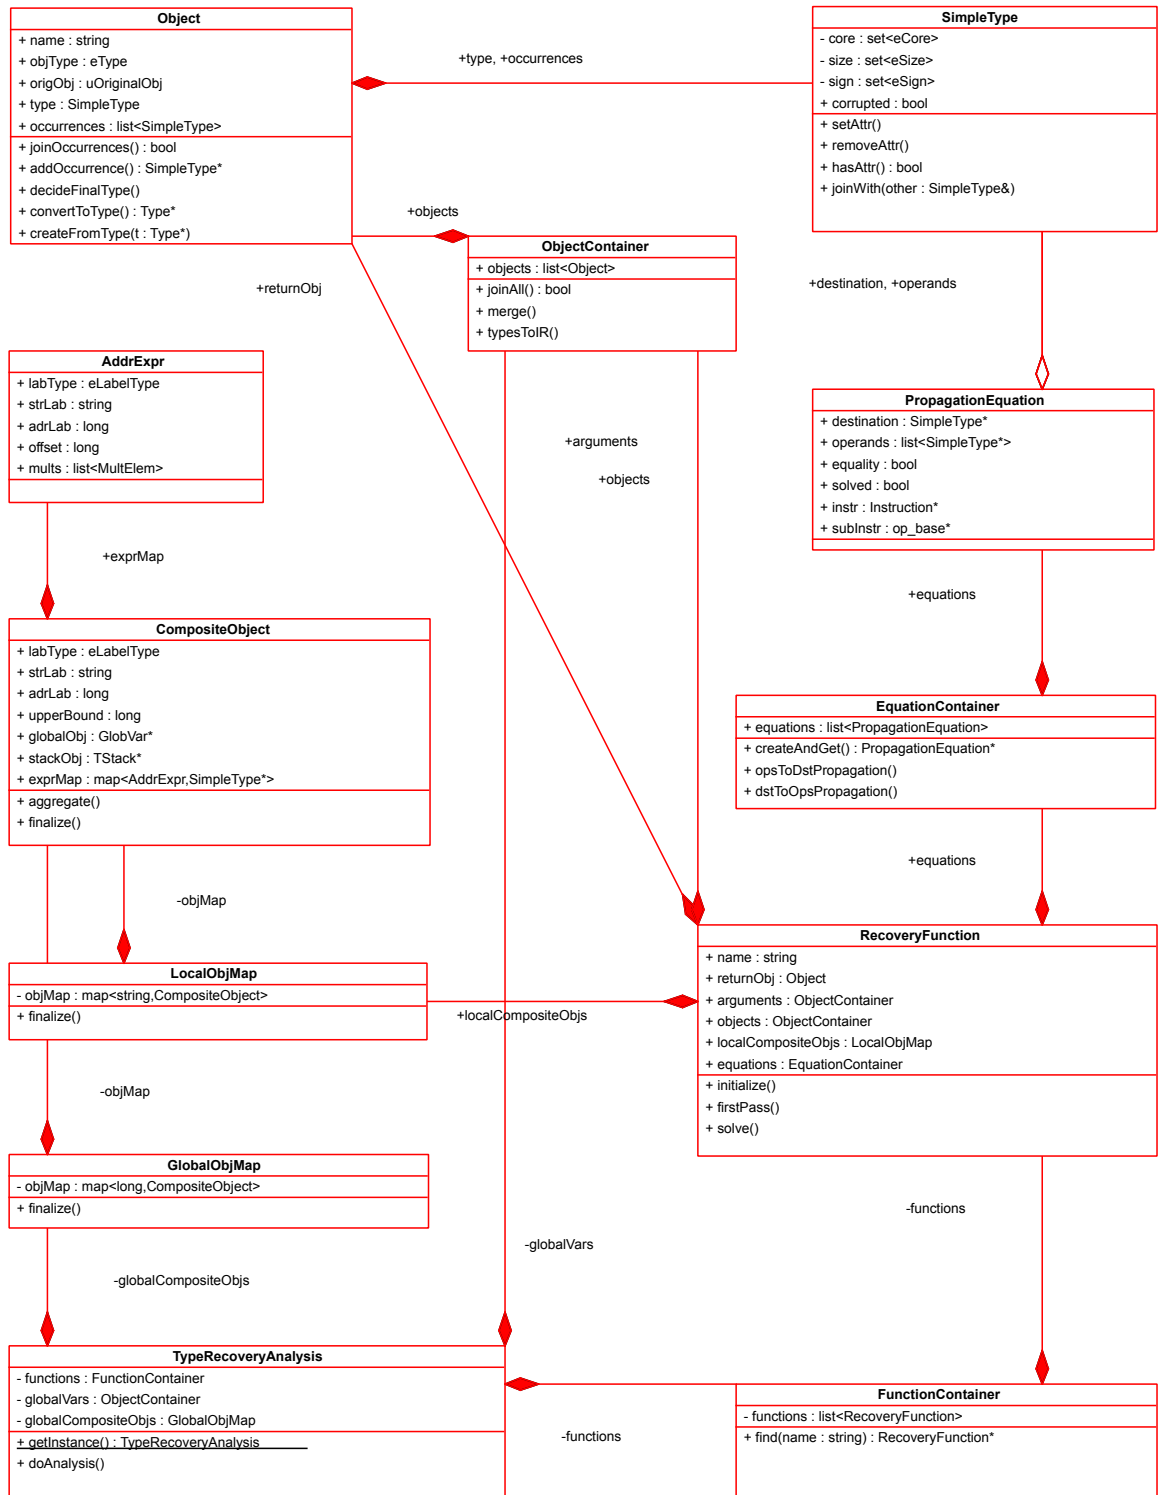 Object
+ name : string
+ objType : eType
+ origObj : uOriginalObj
+ type : SimpleType
+ occurrences : list<SimpleType>
+ joinOccurrences() : bool
+ addOccurrence() : SimpleType*
+ decideFinalType()
+ convertToType() : Type*
+ createFromType(t : Type*)
+type, +occurrences
SimpleType
- core : set<eCore>
- size : set<eSize>
- sign : set<eSign>
+ corrupted : bool
+ setAttr()
+ removeAttr()
+ hasAttr() : bool
+ joinWith(other : SimpleType&)
+objects
ObjectContainer
+ objects : list<Object>
+ joinAll() : bool
+ merge()
+ typesToIR()
+returnObj
+destination, +operands
AddrExpr
+ labType : eLabelType
+ strLab : string
+ adrLab : long
+ offset : long
+ mults : list<MultElem>
+arguments
+objects
PropagationEquation
+ destination : SimpleType*
+ operands : list<SimpleType*>
+ equality : bool
+ solved : bool
+ instr : Instruction*
+ subInstr : op_base*
+exprMap
+equations
CompositeObject
+ labType : eLabelType
+ strLab : string
+ adrLab : long
+ upperBound : long
+ globalObj : GlobVar*
+ stackObj : TStack*
+ exprMap : map<AddrExpr,SimpleType*>
+ aggregate()
+ finalize()
EquationContainer
+ equations : list<PropagationEquation>
+ createAndGet() : PropagationEquation*
+ opsToDstPropagation()
+ dstToOpsPropagation()
+equations
-objMap
LocalObjMap
- objMap : map<string,CompositeObject>
+ finalize()
+localCompositeObjs
RecoveryFunction
+ name : string
+ returnObj : Object
+ arguments : ObjectContainer
+ objects : ObjectContainer
+ localCompositeObjs : LocalObjMap
+ equations : EquationContainer
+ initialize()
+ firstPass()
+ solve()
-objMap
GlobalObjMap
- objMap : map<long,CompositeObject>
+ finalize()
-functions
-globalVars
-globalCompositeObjs
TypeRecoveryAnalysis
- functions : FunctionContainer
- globalVars : ObjectContainer
- globalCompositeObjs : GlobalObjMap
+ getInstance() : TypeRecoveryAnalysis
+ doAnalysis()
-functions
FunctionContainer
- functions : list<RecoveryFunction>
+ find(name : string) : RecoveryFunction*